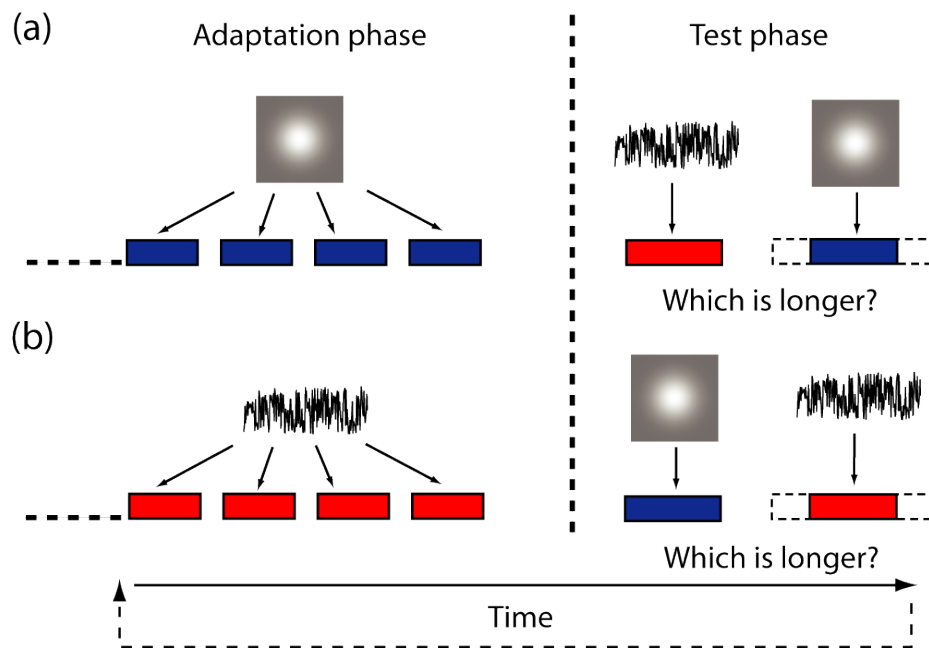 (a)
Adaptation phase
Test phase
Which is longer?
(b)
Which is longer?
Time